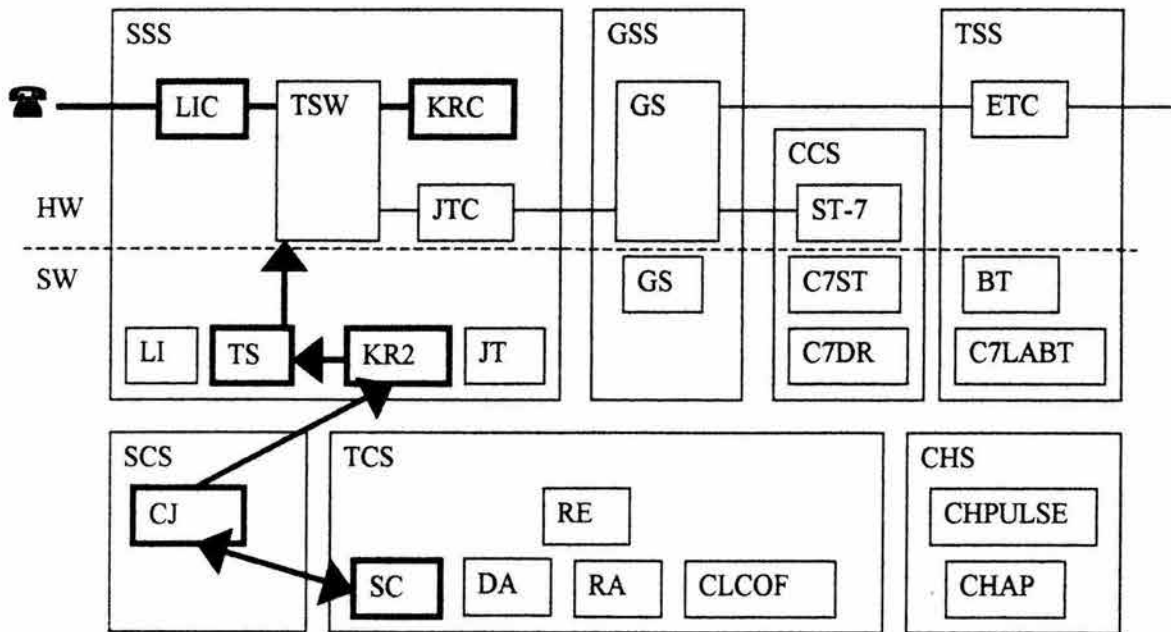 SSS
GSS
TSS
LIC
TSW
KRC
GS
ETC
CCS
HW
JTC
ST-7
SW
GS
C7ST
BT
LI
TS
KR2
JT
C7DR
C7LABT
SCS
TCS
CHS
CJ
RE
CHPULSE
SC
DA
RA
CLCOF
CHAP